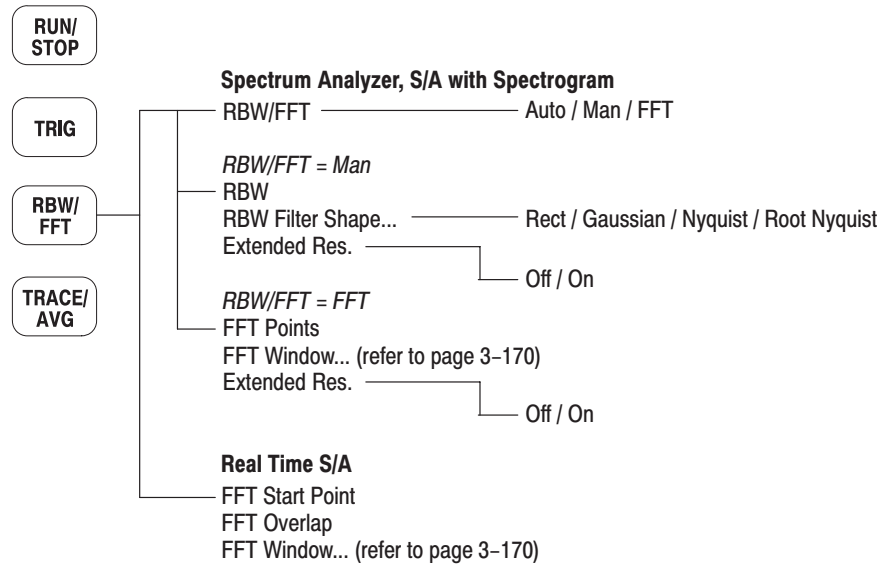 RUN/
STOP
TRIG
RBW/
FFT
TRACE/
AVG
Spectrum Analyzer, S/A with Spectrogram
RBW/FFT Auto / Man / FFT
RBW/FFT = Man
RBW
RBW Filter Shape... Rect / Gaussian / Nyquist / Root Nyquist
Extended Res.
Off / On
RBW/FFT = FFT
FFT Points
FFT Window... (refer to page 3–170)
Extended Res.
Off / On
Real Time S/A
FFT Start Point
FFT Overlap
FFT Window... (refer to page 3–170)